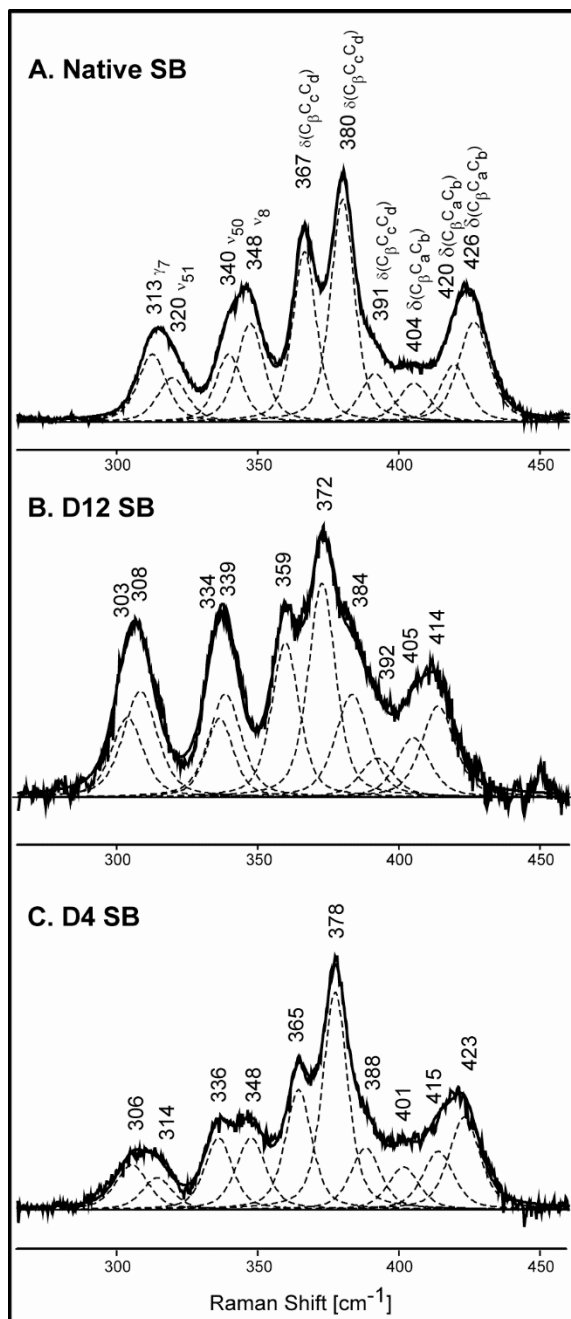 A. Native SB
313 γ7
320 ν51
340 ν50
348 ν8
367 δ(CβCcCd)
380 δ(CβCcCd)
391 δ(CβCcCd)
404 δ(CβCaCb)
420 δ(CβCaCb)
426 δ(CβCaCb)
300 350 400 450
B. D12 SB
303
308
334
339
359
372
384
392
405
414
300 350 400 450
C. D4 SB
306
314
336
348
365
378
388
401
415
423
300 350 400 450
Raman Shift [cm-1]